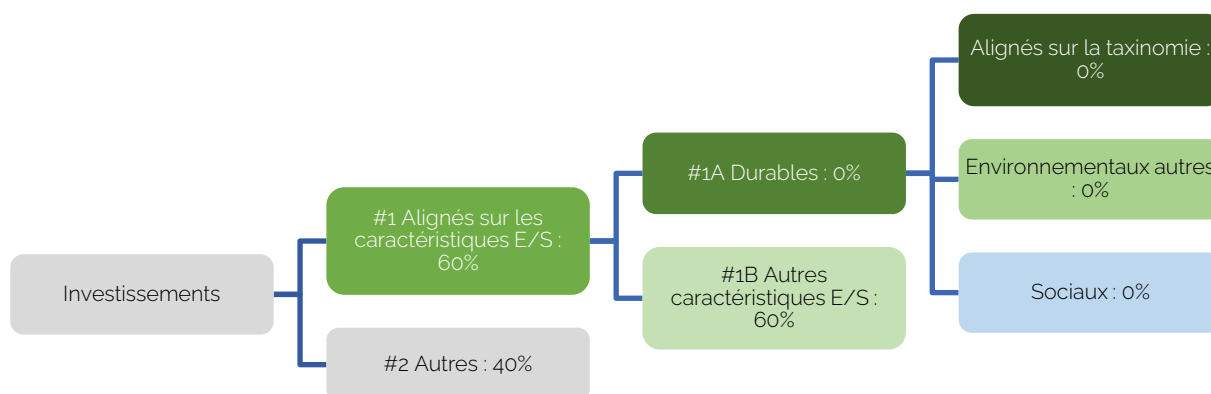 Investissements
#1 Alignés sur les
caractéristiques E/S :
60%
#2 Autres : 40%
#1A Durables : 0%
#1B Autres
caractéristiques E/S :
60%
Alignés sur la taxinomie :
0%
Environnementaux autres
: 0%
Sociaux : 0%